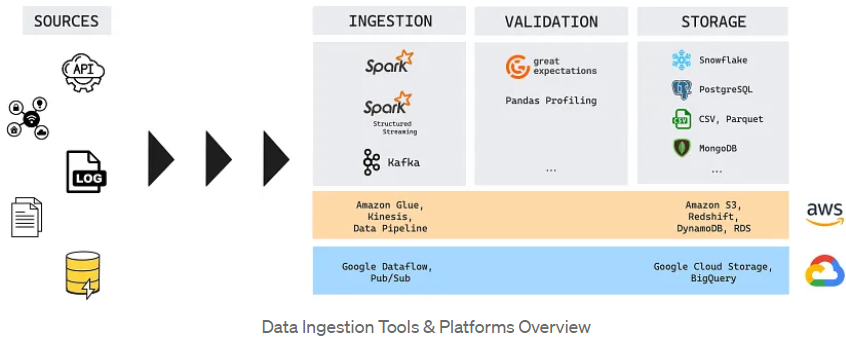 SOURCES
INGESTION
VALIDATION
STORAGE
API
LOG
Spark
Spark
Structured
Streaming
Kafka
great
expectations
Pandas Profiling
...
Snowflake
PostgreSQL
CSV
CSV, Parquet
MongoDB
...
Amazon Glue,
Kinesis,
Data Pipeline
Amazon S3,
Redshift,
DynamoDB, RDS
aws
Google Dataflow,
Pub/Sub
Google Cloud Storage,
BigQuery
Data Ingestion Tools & Platforms Overview